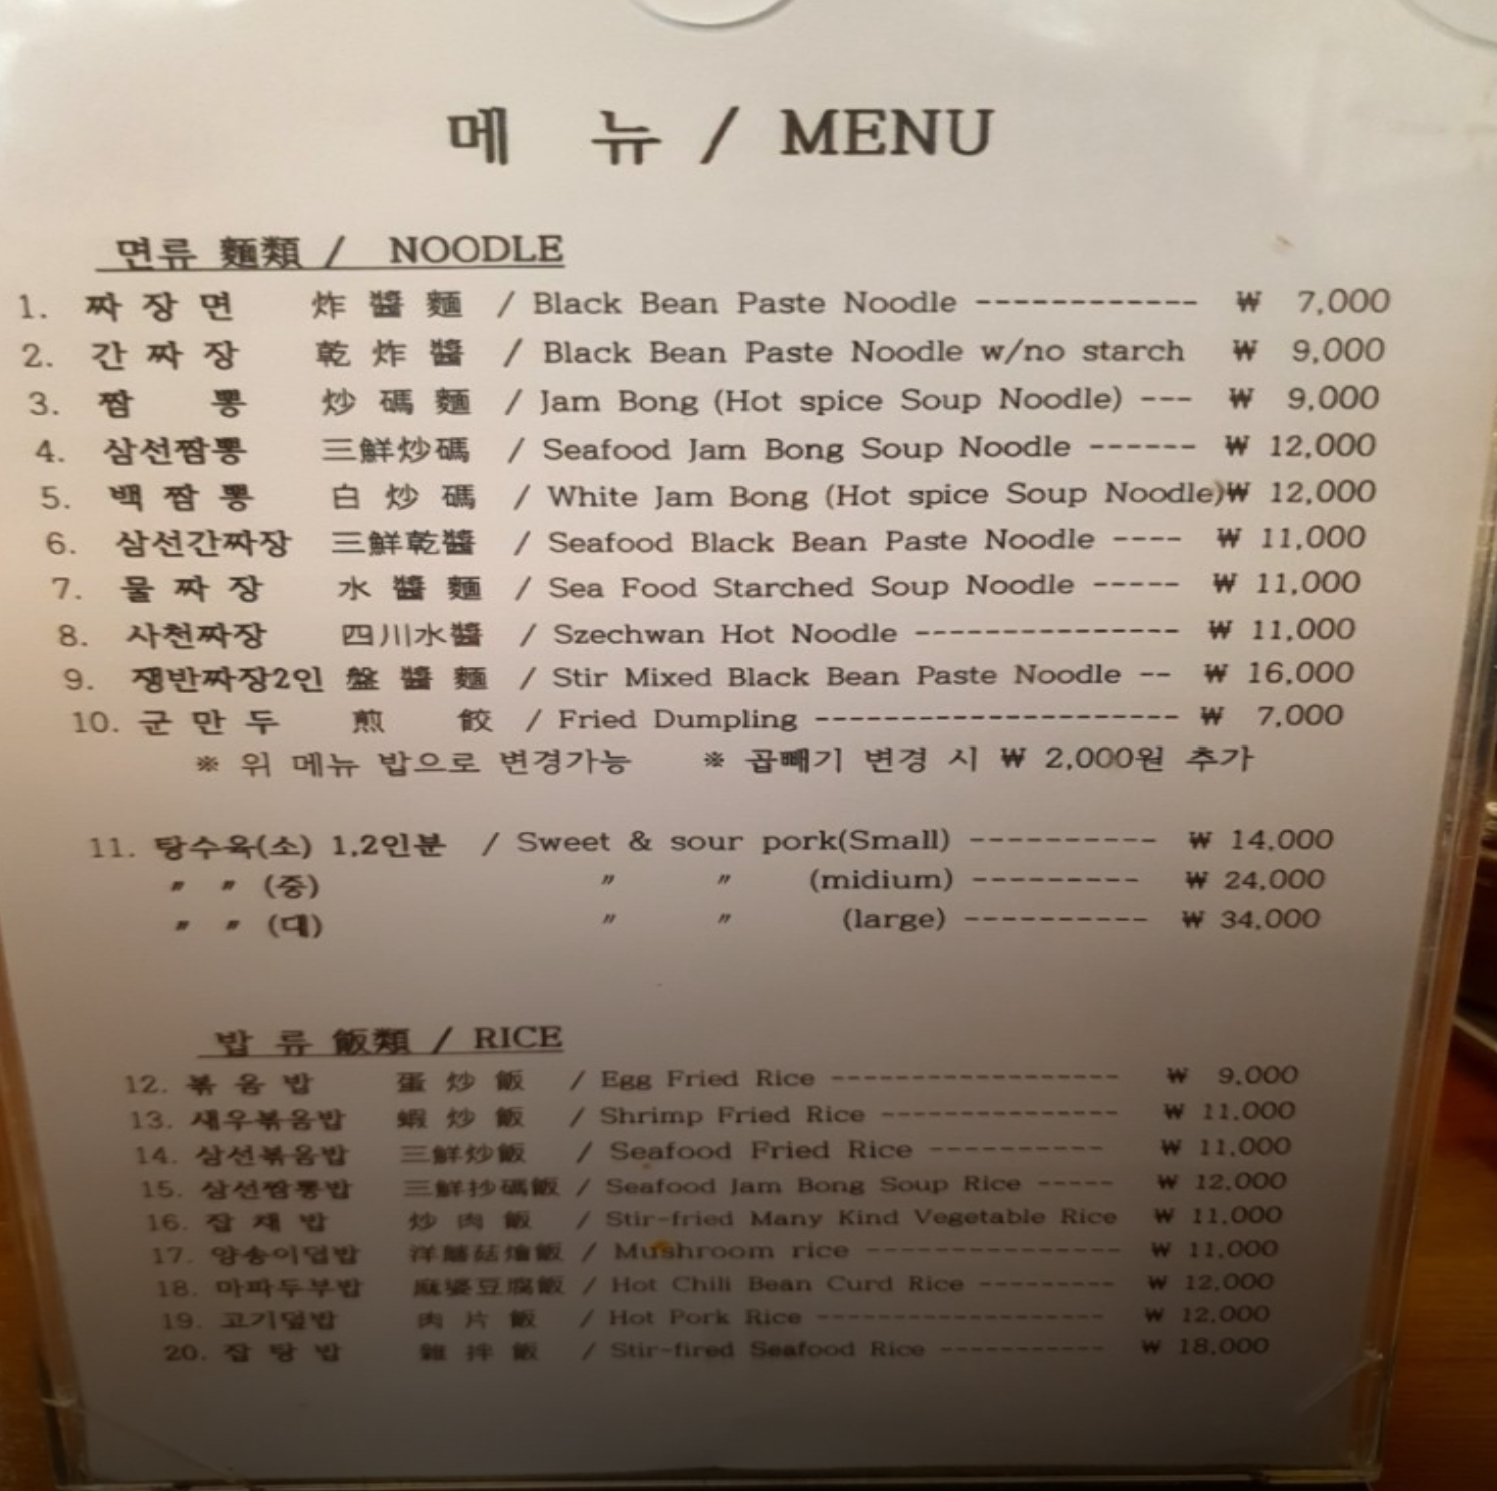 메 뉴 / MENU
면류 麵類 / NOODLE
1. 짜 장 면 炸 醬 麵 / Black Bean Paste Noodle ------------ ₩ 7,000
2. 간 짜 장 乾 炸 醬 / Black Bean Paste Noodle w/no starch ₩ 9,000
3. 짬 뽕 炒 碼 麵 / Jam Bong (Hot spice Soup Noodle) --- ₩ 9,000
4. 삼선짬뽕 三鮮炒碼 / Seafood Jam Bong Soup Noodle ------ ₩ 12,000
5. 백 짬 뽕 白 炒 碼 / White Jam Bong (Hot spice Soup Noodle)₩ 12,000
6. 삼선간짜장 三鮮乾醬 / Seafood Black Bean Paste Noodle ---- ₩ 11,000
7. 물 짜 장 水 醬 麵 / Sea Food Starched Soup Noodle ----- ₩ 11,000
8. 사천짜장 四川水醬 / Szechwan Hot Noodle --------------- ₩ 11,000
9. 쟁반짜장2인 盤 醬 麵 / Stir Mixed Black Bean Paste Noodle -- ₩ 16,000
10. 군 만 두 煎 餃 / Fried Dumpling --------------------- ₩ 7,000
※ 위 메뉴 밥으로 변경가능 ※ 곱빼기 변경 시 ₩ 2,000원 추가
11. 탕수육(소) 1,2인분 / Sweet & sour pork(Small) ---------- ₩ 14,000
〃 〃 (중) 〃 〃 (midium) --------- ₩ 24,000
〃 〃 (대) 〃 〃 (large) ---------- ₩ 34,000
밥 류 飯類 / RICE
12. 볶 음 밥 蛋 炒 飯 / Egg Fried Rice ----------------- ₩ 9,000
13. 새우볶음밥 蝦 炒 飯 / Shrimp Fried Rice -------------- ₩ 11,000
14. 삼선볶음밥 三鮮炒飯 / Seafood Fried Rice ----------- ₩ 11,000
15. 삼선짬뽕밥 三鮮抄碼飯 / Seafood Jam Bong Soup Rice ----- ₩ 12,000
16. 잡 채 밥 炒 肉 飯 / Stir-fried Many Kind Vegetable Rice ₩ 11,000
17. 양송이덮밥 洋蘑菇燴飯 / Mushroom rice ---------------- ₩ 11,000
18. 마파두부밥 麻婆豆腐飯 / Hot Chili Bean Curd Rice -------- ₩ 12,000
19. 고기덮밥 肉 片 飯 / Hot Pork Rice ------------------- ₩ 12,000
20. 잡 탕 밥 雜 拌 飯 / Stir-fired Seafood Rice ----------- ₩ 18,000